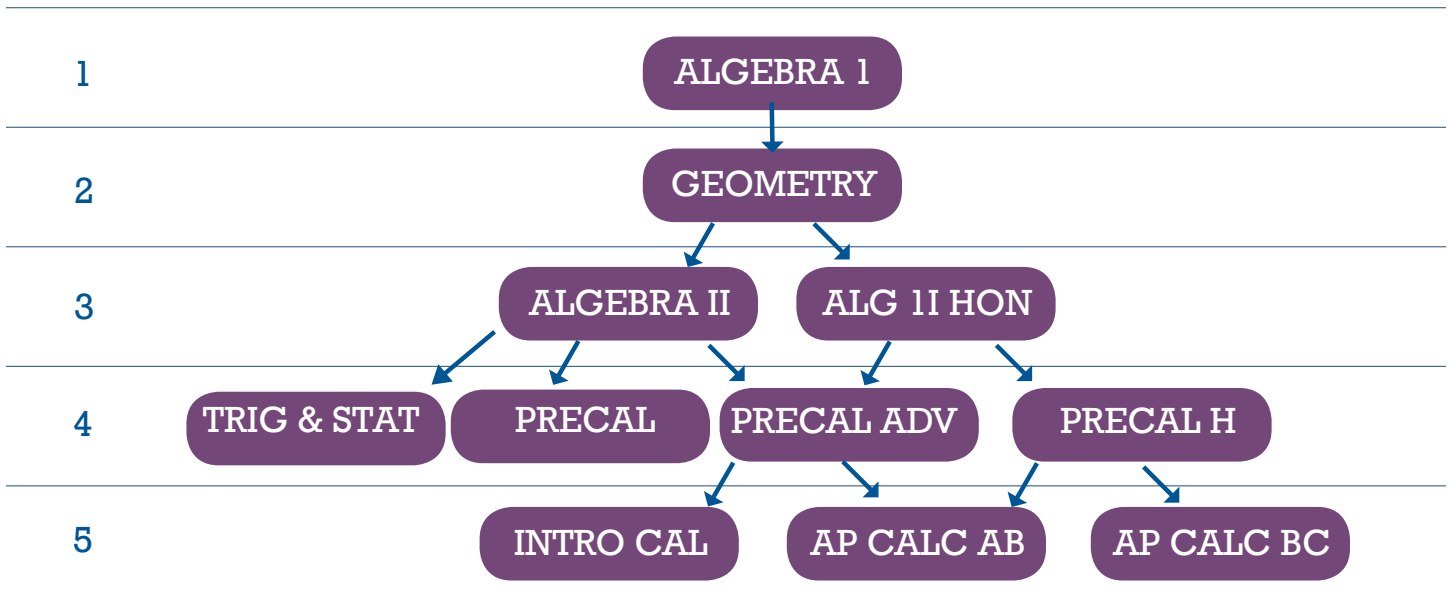 1
ALGEBRA 1
2
GEOMETRY
3
ALGEBRA II
ALG 1I HON
4
TRIG & STAT
PRECAL
PRECAL ADV
PRECAL H
5
INTRO CAL
AP CALC AB
AP CALC BC